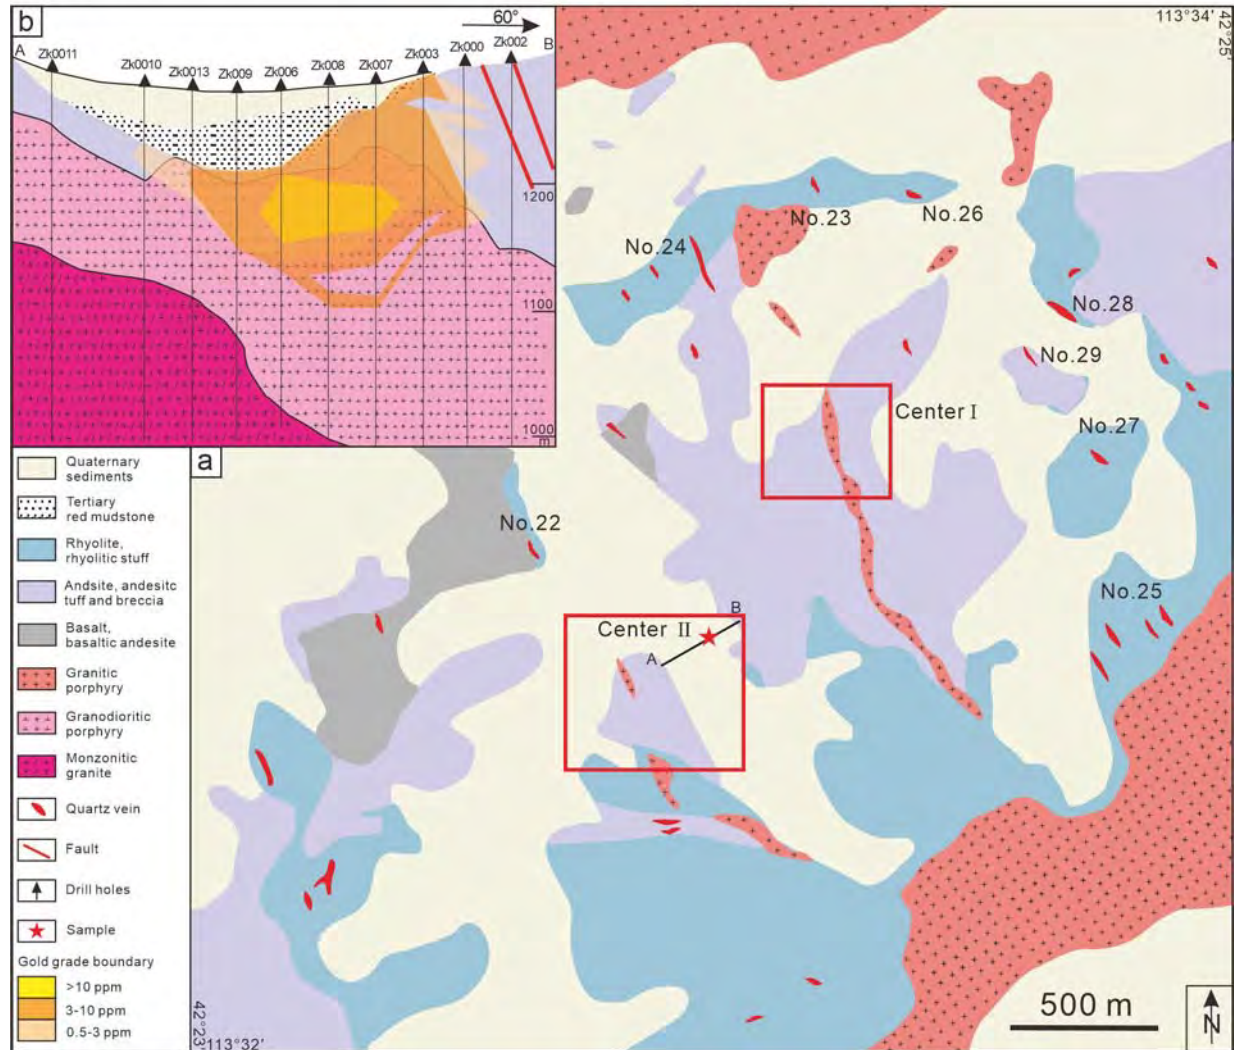 b
60°
A
B
Zk0011
Zk0010
Zk0013
Zk009
Zk006
Zk008
Zk007
Zk003
Zk000
Zk002
1200
1100
1000
m
113°34′
42°25′
No.23
No.26
No.24
No.28
No.29
Center I
No.27
a
No.22
No.25
Center II
B
A
Quaternary
sediments
Tertiary
red mudstone
Rhyolite,
rhyolitic stuff
Andsite, andesitc
tuff and breccia
Basalt,
basaltic andesite
Granitic
porphyry
Granodioritic
porphyry
Monzonitic
granite
Quartz vein
Fault
Drill holes
Sample
Gold grade boundary
>10 ppm
3-10 ppm
0.5-3 ppm
42°23′
113°32′
500 m
N